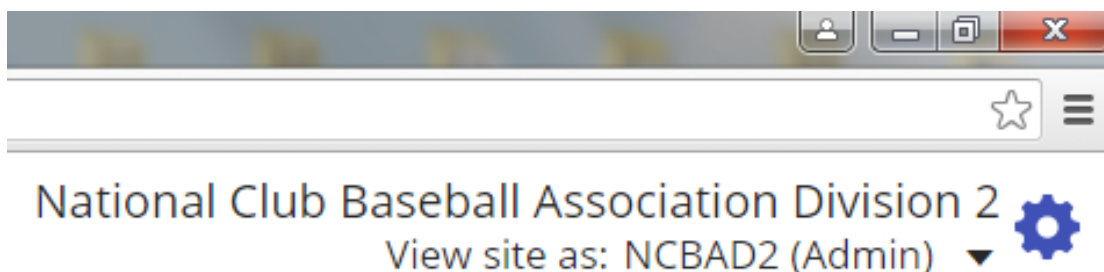 National Club Baseball Association Division 2
View site as: NCBAD2 (Admin)